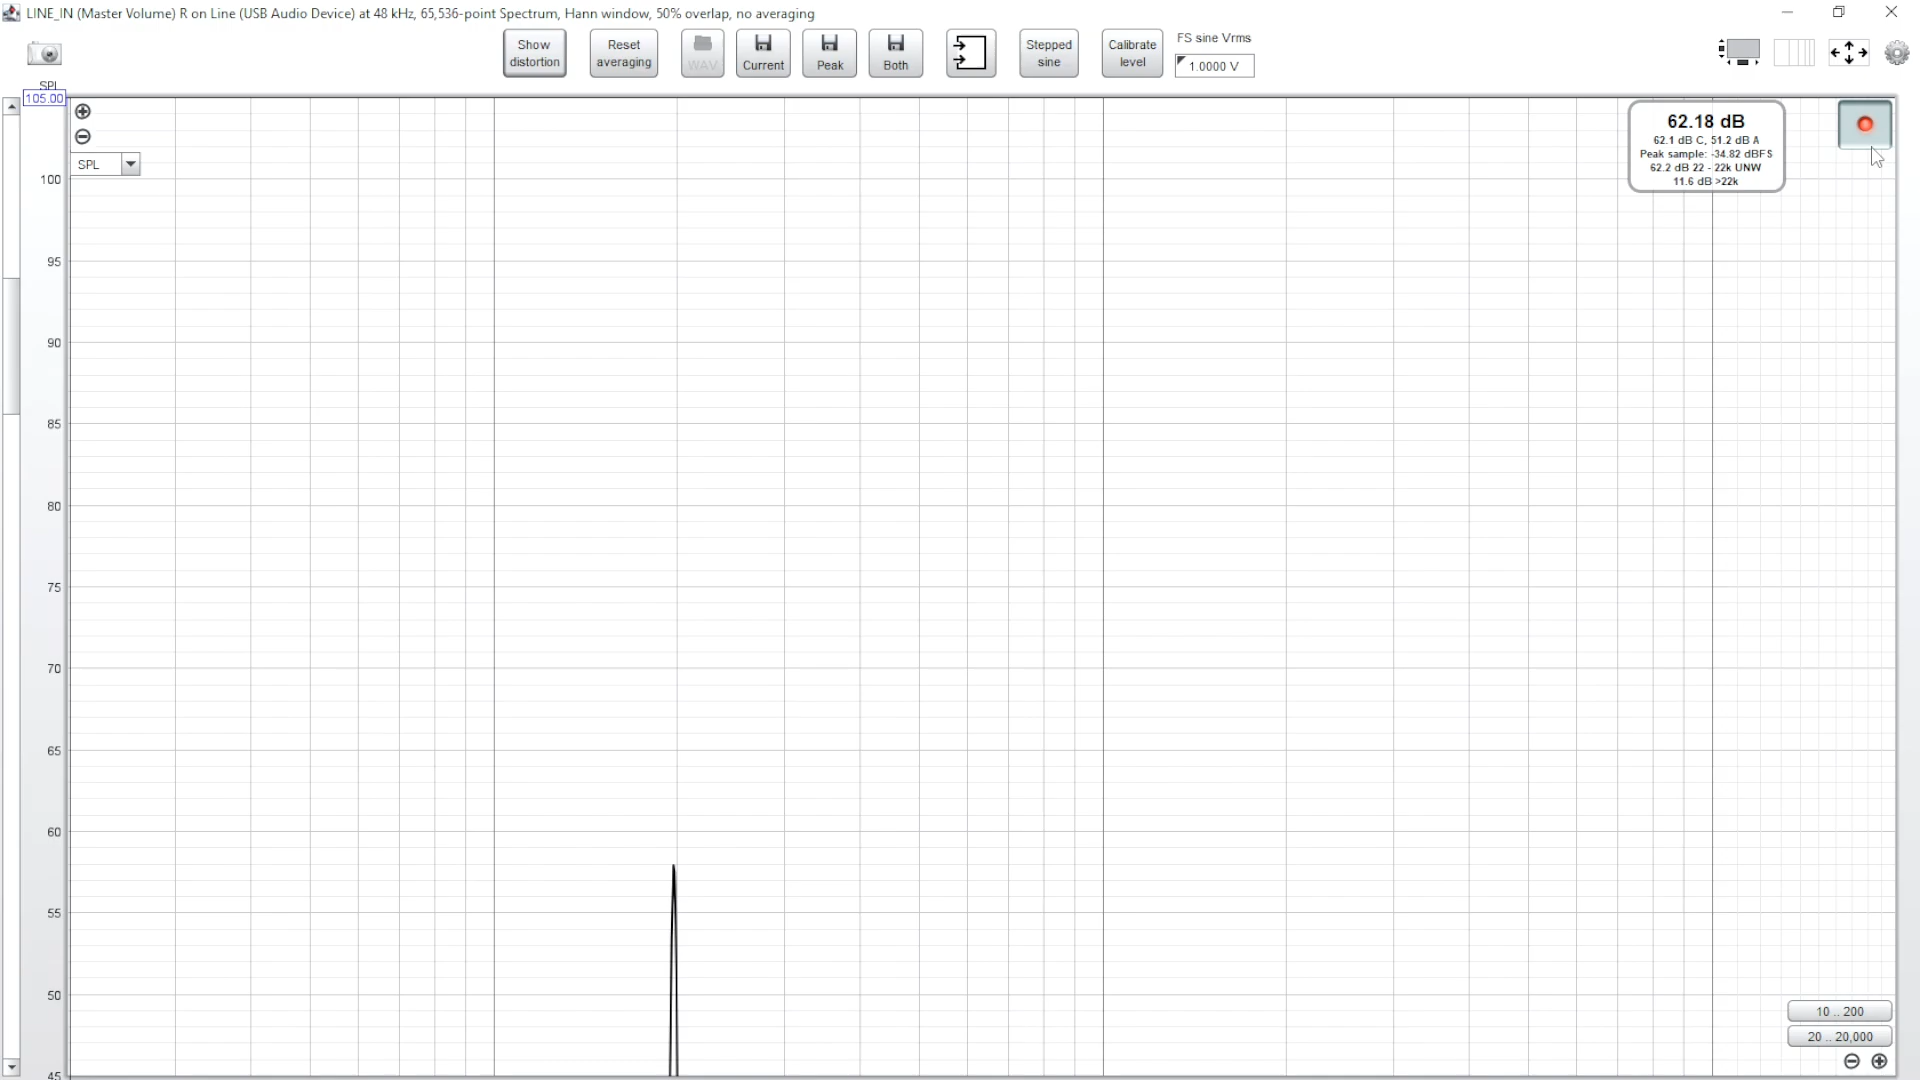 LINE_IN (Master Volume) R on Line (USB Audio Device) at 48 kHz, 65,536-point Spectrum, Hann window, 50% overlap, no averaging
Show
distortion
Reset
averaging
WAV
Current
Peak
Both
Stepped
sine
Calibrate
level
FS sine Vrms
1.0000 V
SPL
105.00
SPL
62.18 dB
62.1 dB C, 51.2 dB A
Peak sample: -34.82 dBFS
62.2 dB 22 - 22k UNW
11.6 dB >22k
100
95
90
85
80
75
70
65
60
55
50
45
10 .. 200
20 .. 20,000